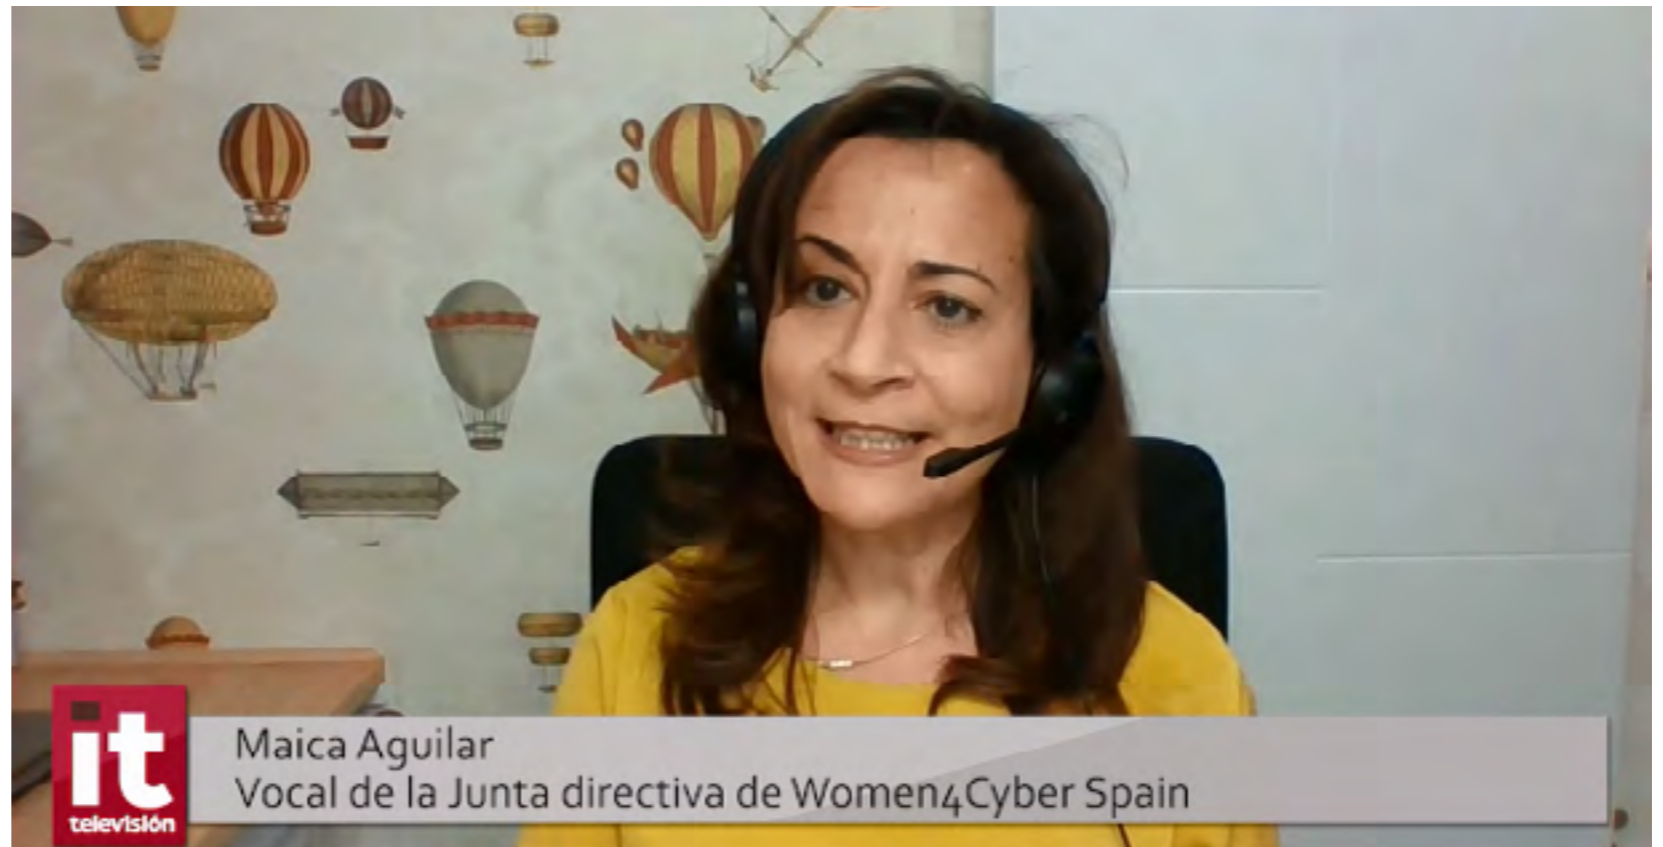 Maica Aguilar
Vocal de la Junta directiva de Women4Cyber Spain
it
televisión